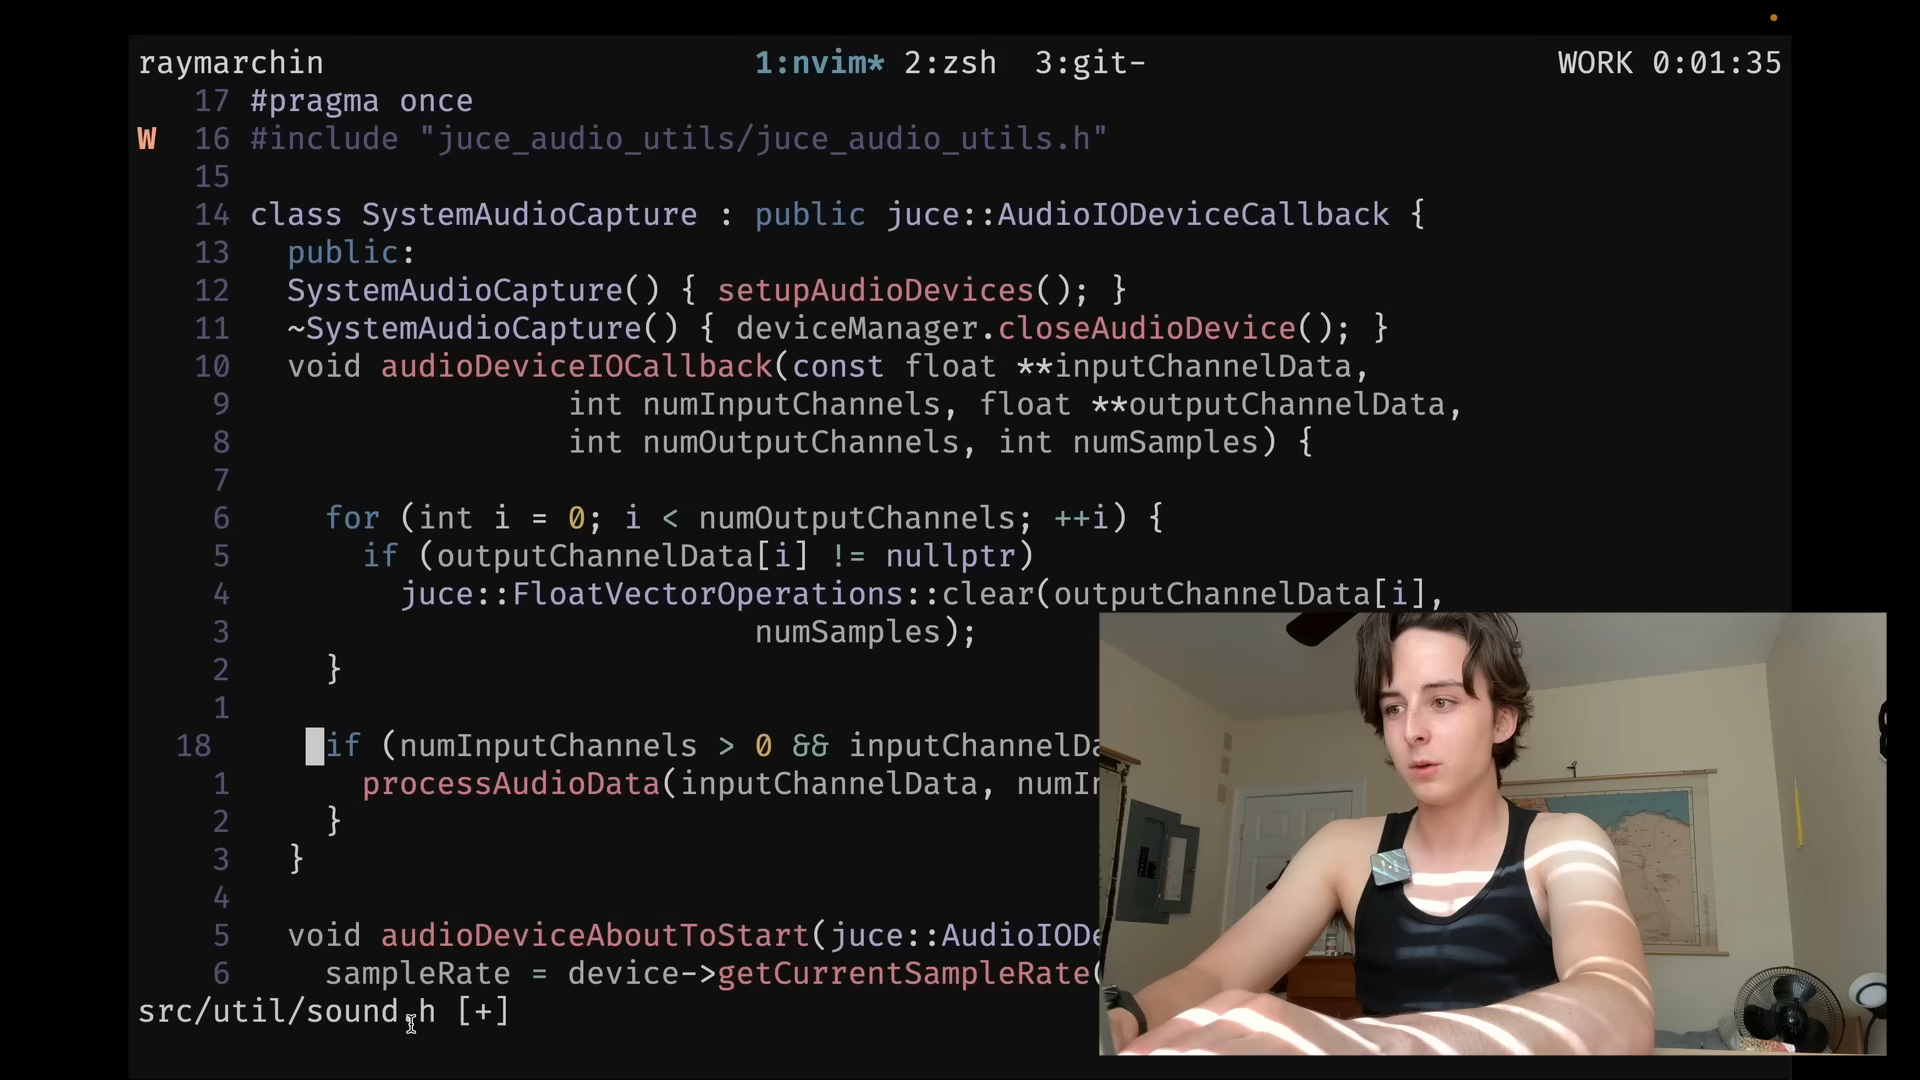 raymarchin 1:nvim* 2:zsh 3:git- WORK 0:01:35
17 #pragma once
W 16 #include "juce_audio_utils/juce_audio_utils.h"
15
14 class SystemAudioCapture : public juce::AudioIODeviceCallback {
13 public:
12 SystemAudioCapture() { setupAudioDevices(); }
11 ~SystemAudioCapture() { deviceManager.closeAudioDevice(); }
10 void audioDeviceIOCallback(const float **inputChannelData,
9 int numInputChannels, float **outputChannelData,
8 int numOutputChannels, int numSamples) {
7
6 for (int i = 0; i < numOutputChannels; ++i) {
5 if (outputChannelData[i] != nullptr)
4 juce::FloatVectorOperations::clear(outputChannelData[i],
3 numSamples);
2 }
1
18 if (numInputChannels > 0 && 
1 processAudioData(inputChannelData,
2 }
3 }
4
5 void audioDeviceAboutToStart(juce::
6 sampleRate = device->getCurrentSampleRate(
src/util/sound.h [+]